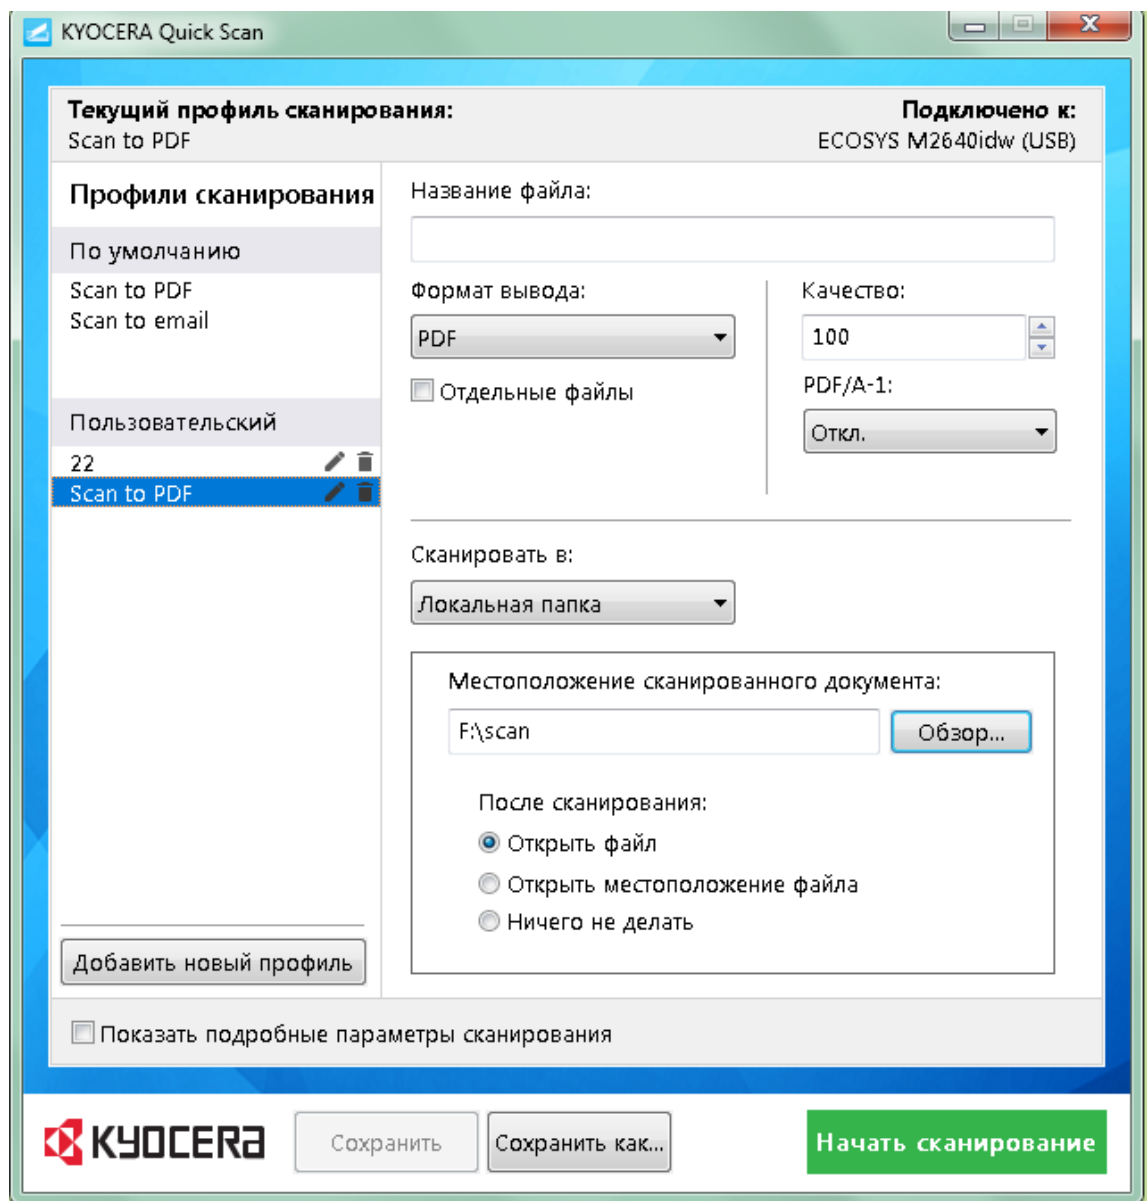 KYOCERA Quick Scan
Текущий профиль сканирования:
Scan to PDF
Подключено к:
ECOSYS M2640idw (USB)
Профили сканирования
По умолчанию
Scan to PDF
Scan to email
Пользовательский
22
Scan to PDF
Добавить новый профиль
Название файла:
Формат вывода:
PDF
Отдельные файлы
Качество:
100
PDF/A-1:
Откл.
Сканировать в:
Локальная папка
Местоположение сканированного документа:
F:\scan
Обзор...
После сканирования:
Открыть файл
Открыть местоположение файла
Ничего не делать
Показать подробные параметры сканирования
KYOCERA
Сохранить
Сохранить как...
Начать сканирование